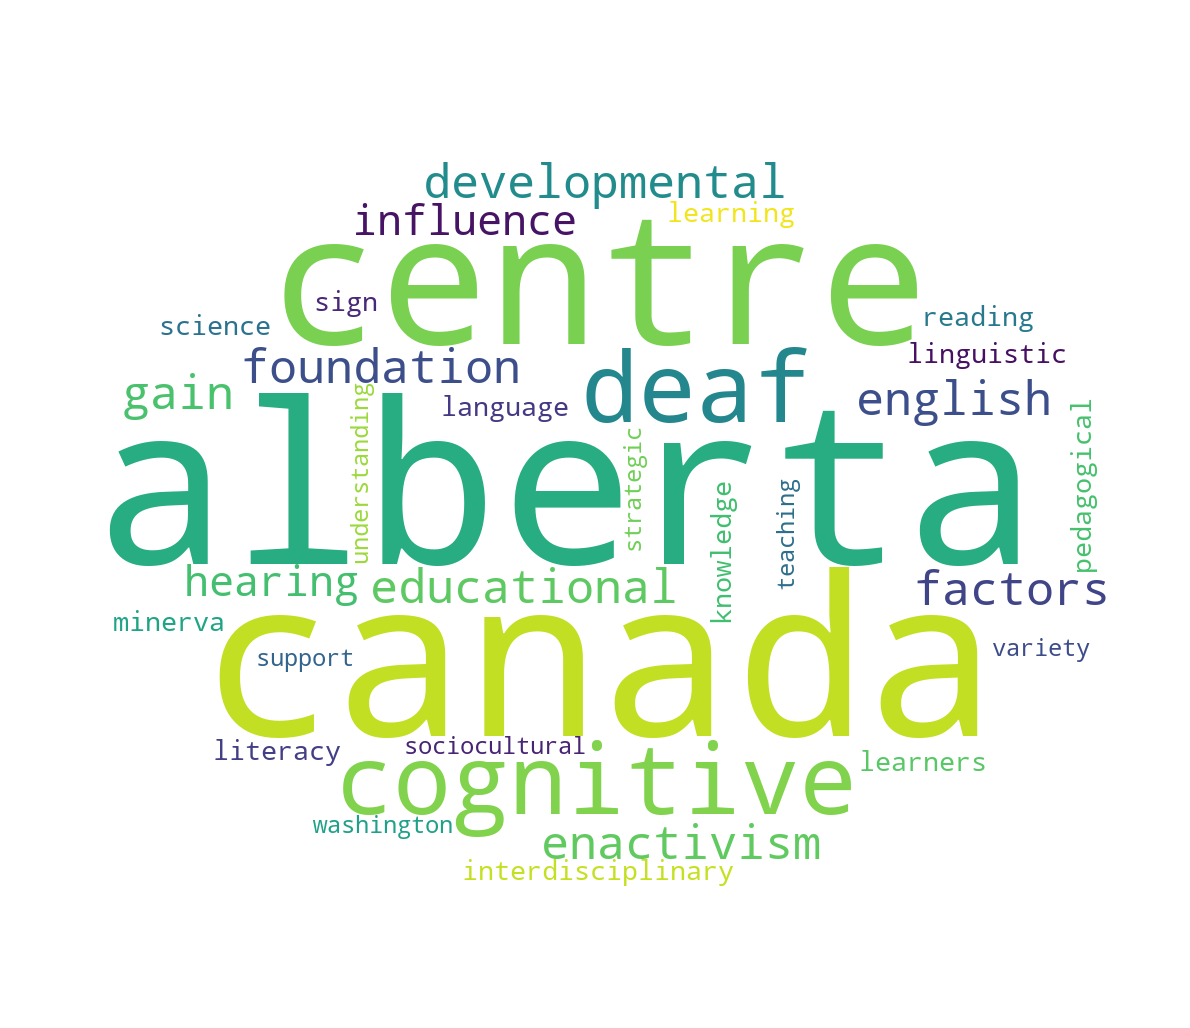 developmental
influence
learning
centre
sign
science
reading
linguistic
foundation
deaf
gain
language
english
understanding
alberta
strategic
pedagogical
knowledge
teaching
hearing
educational
factors
minerva
canada
support
variety
literacy
sociocultural
cognitive
learners
washington
enactivism
interdisciplinary